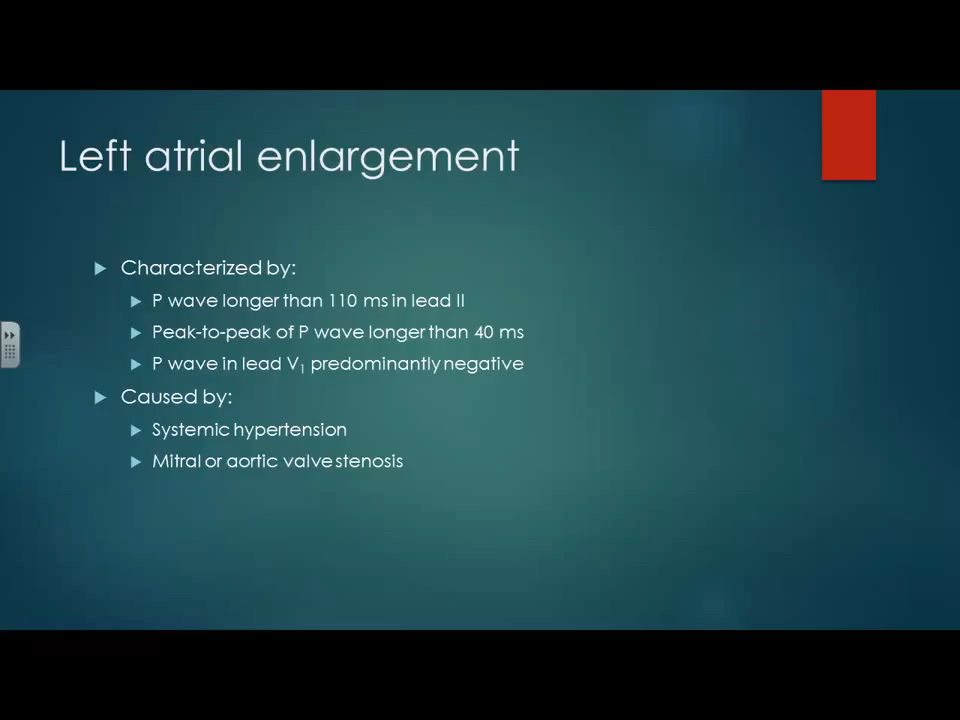 Left atrial enlargement
Characterized by:
P wave longer than 110 ms in lead II
Peak-to-peak of P wave longer than 40 ms
P wave in lead V₁ predominantly negative
Caused by:
Systemic hypertension
Mitral or aortic valve stenosis